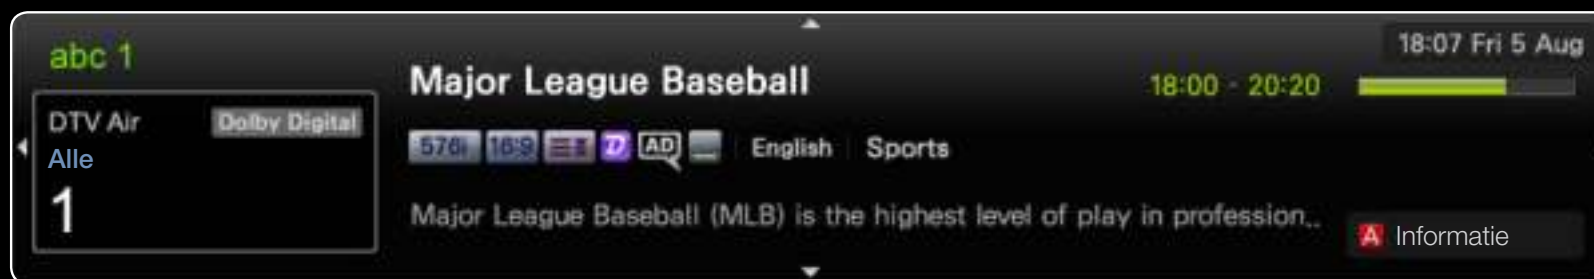 abc 1
DTV Air Dolby Digital
Alle
1
Major League Baseball
18:00 - 20:20
18:07 Fri 5 Aug
576i 16:9 AD English Sports
Major League Baseball (MLB) is the highest level of play in profession...
A Informatie